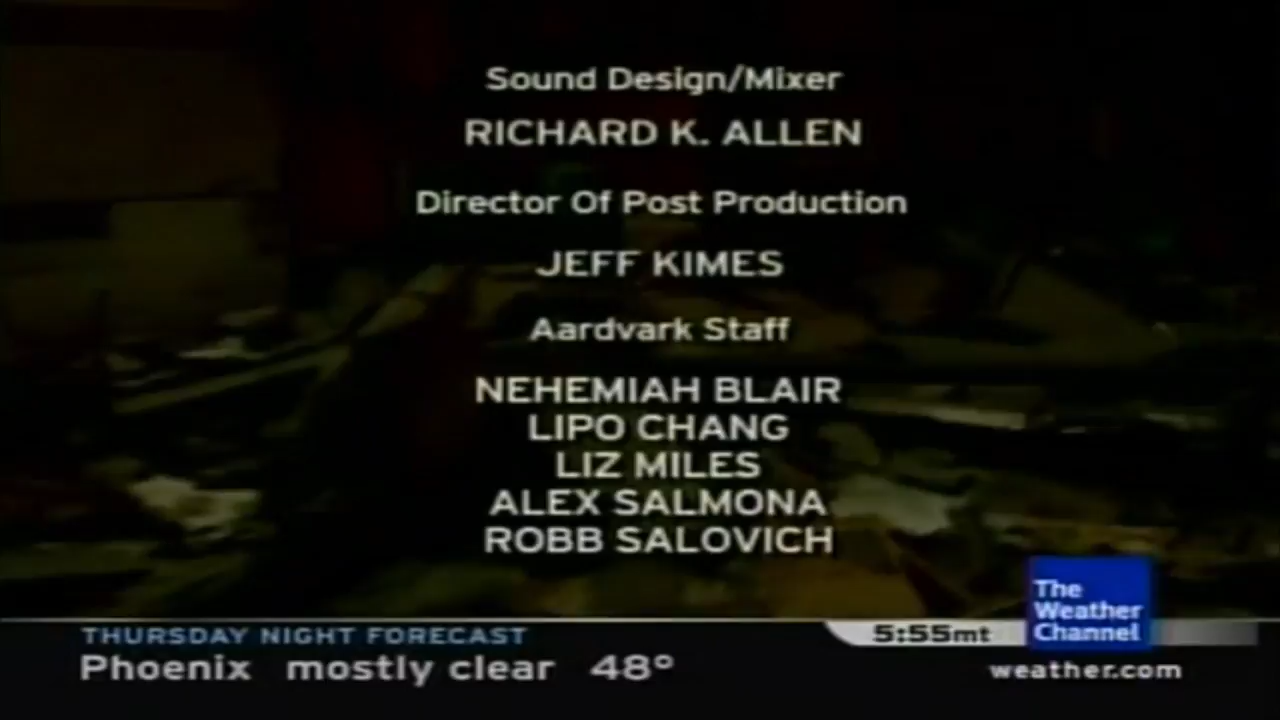 Sound Design/Mixer
RICHARD K. ALLEN
Director Of Post Production
JEFF KIMES
Aardvark Staff
NEHEMIAH BLAIR
LIPO CHANG
LIZ MILES
ALEX SALMONA
ROBB SALOVICH
The
Weather
Channel
THURSDAY NIGHT FORECAST
5:55mt
Phoenix mostly clear 48°
weather.com